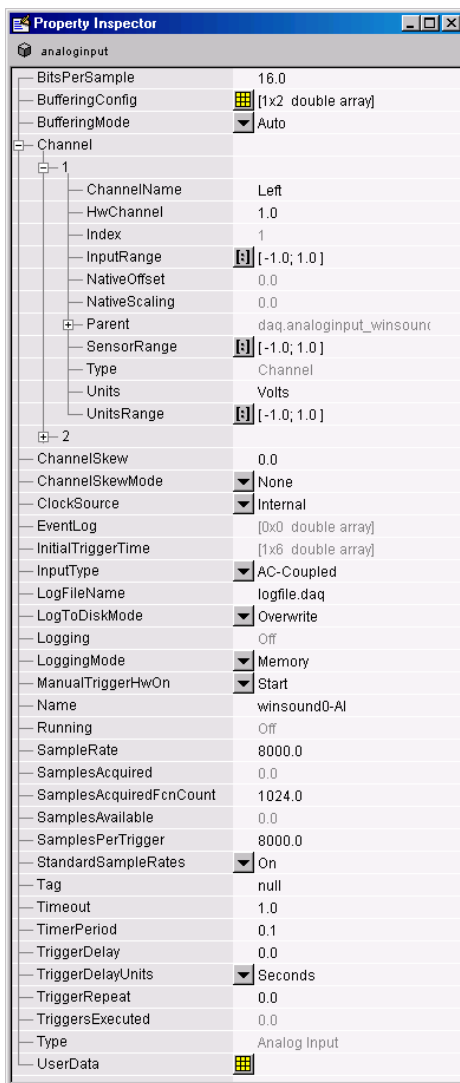 Property Inspector
analoginput
BitsPerSample 16.0
BufferingConfig [1x2 double array]
BufferingMode Auto
Channel
1
ChannelName Left
HwChannel 1.0
Index 1
InputRange [:] [ -1.0; 1.0 ]
NativeOffset 0.0
NativeScaling 0.0
Parent daq.analoginput_winsound
SensorRange [:] [ -1.0; 1.0 ]
Type Channel
Units Volts
UnitsRange [:] [ -1.0; 1.0 ]
2
ChannelSkew 0.0
ChannelSkewMode None
ClockSource Internal
EventLog [0x0 double array]
InitialTriggerTime [1x6 double array]
InputType AC-Coupled
LogFileName logfile.daq
LogToDiskMode Overwrite
Logging Off
LoggingMode Memory
ManualTriggerHwOn Start
Name winsound0-AI
Running Off
SampleRate 8000.0
SamplesAcquired 0.0
SamplesAcquiredFcnCount 1024.0
SamplesAvailable 0.0
SamplesPerTrigger 8000.0
StandardSampleRates On
Tag null
Timeout 1.0
TimerPeriod 0.1
TriggerDelay 0.0
TriggerDelayUnits Seconds
TriggerRepeat 0.0
TriggersExecuted 0.0
Type Analog Input
UserData